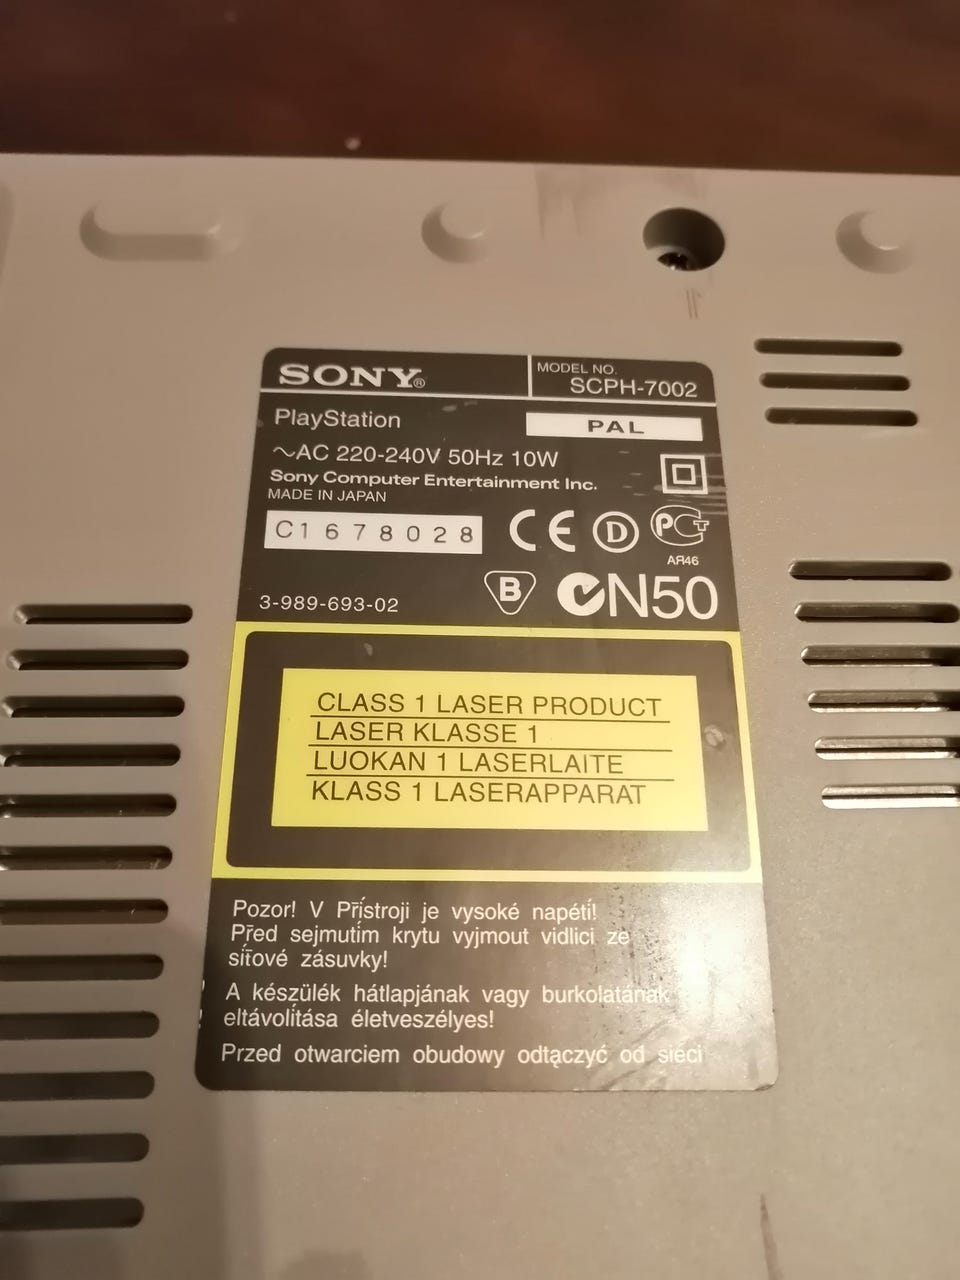 SONY®
MODEL NO.
SCPH-7002
PlayStation
PAL
~AC 220-240V 50Hz 10W
Sony Computer Entertainment Inc.
MADE IN JAPAN
C1678028
CE D PCT
АЯ46
3-989-693-02
B N50
CLASS 1 LASER PRODUCT
LASER KLASSE 1
LUOKAN 1 LASERLAITE
KLASS 1 LASERAPPARAT
Pozor! V Přístroji je vysoké napětí!
Před sejmutím krytu vyjmout vidlici ze
síťové zásuvky!
A készülék hátlapjának vagy burkolatának
eltávolítása életveszélyes!
Przed otwarciem obudowy odtączyć od sieci